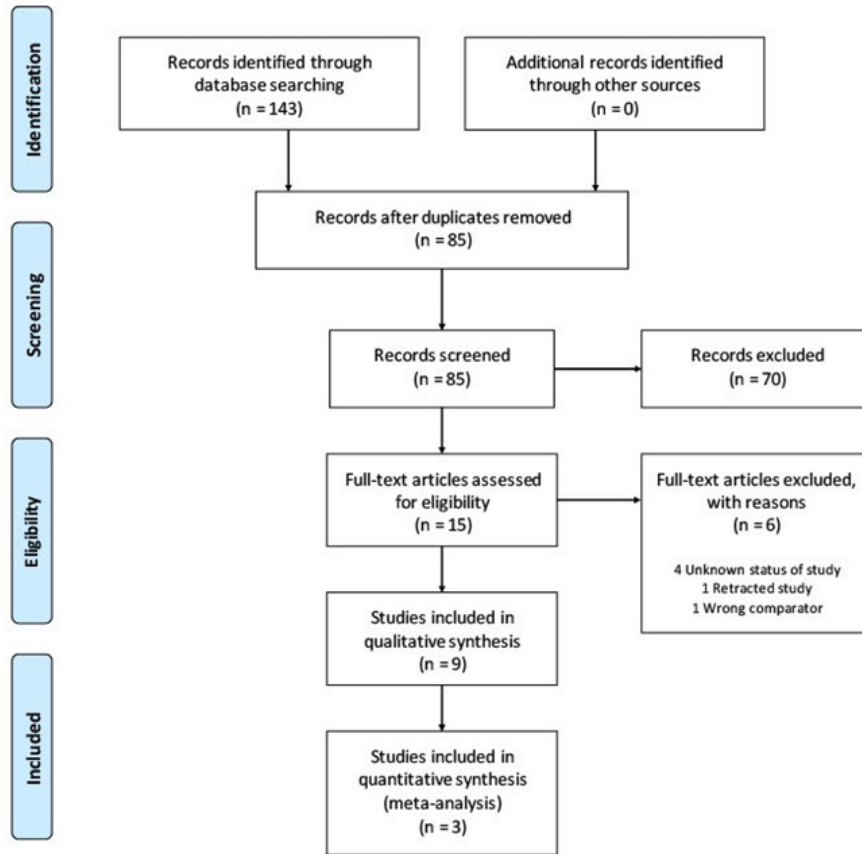 Identification
Records identified through
database searching
(n = 143)
Additional records identified
through other sources
(n = 0)
Records after duplicates removed
(n = 85)
Screening
Records screened
(n = 85)
Records excluded
(n = 70)
Eligibility
Full-text articles assessed
for eligibility
(n = 15)
Full-text articles excluded,
with reasons
(n = 6)
4 Unknown status of study
1 Retracted study
1 Wrong comparator
Studies included in
qualitative synthesis
(n = 9)
Included
Studies included in
quantitative synthesis
(meta-analysis)
(n = 3)